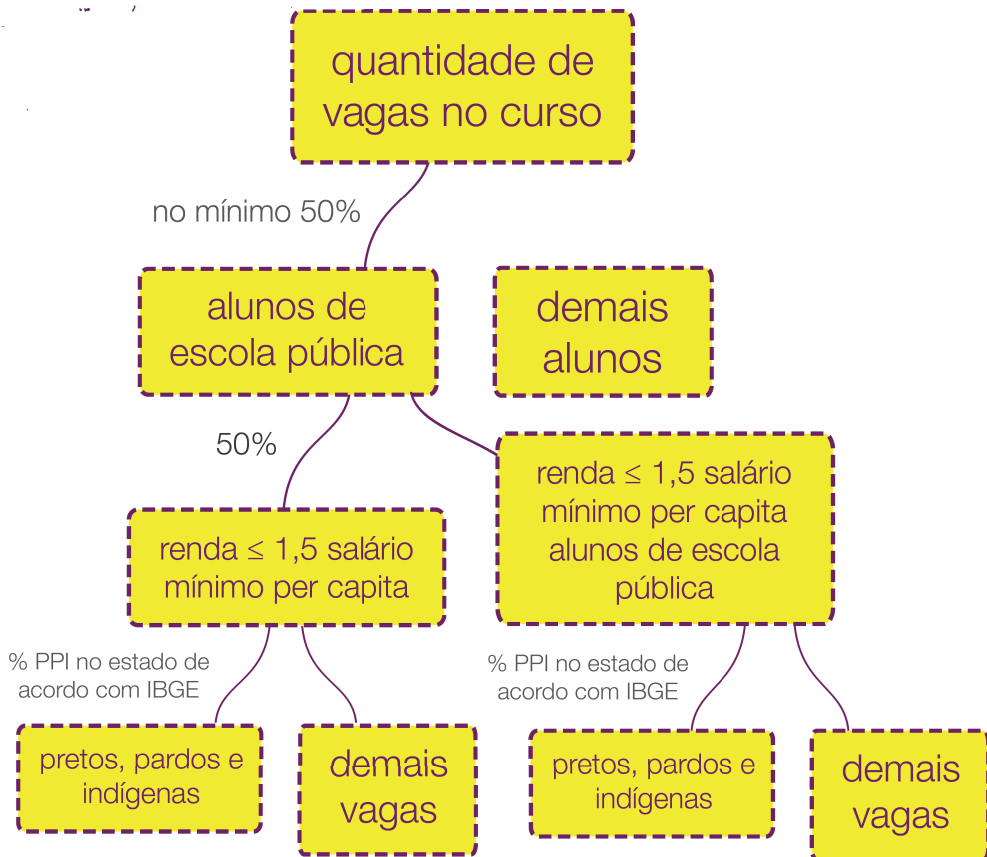 quantidade de
vagas no curso
no mínimo 50%
alunos de
escola pública
demais
alunos
50%
renda ≤ 1,5 salário
mínimo per capita
alunos de escola
pública
renda ≤ 1,5 salário
mínimo per capita
% PPI no estado de
acordo com IBGE
% PPI no estado de
acordo com IBGE
pretos, pardos e
indígenas
demais
vagas
pretos, pardos e
indígenas
demais
vagas